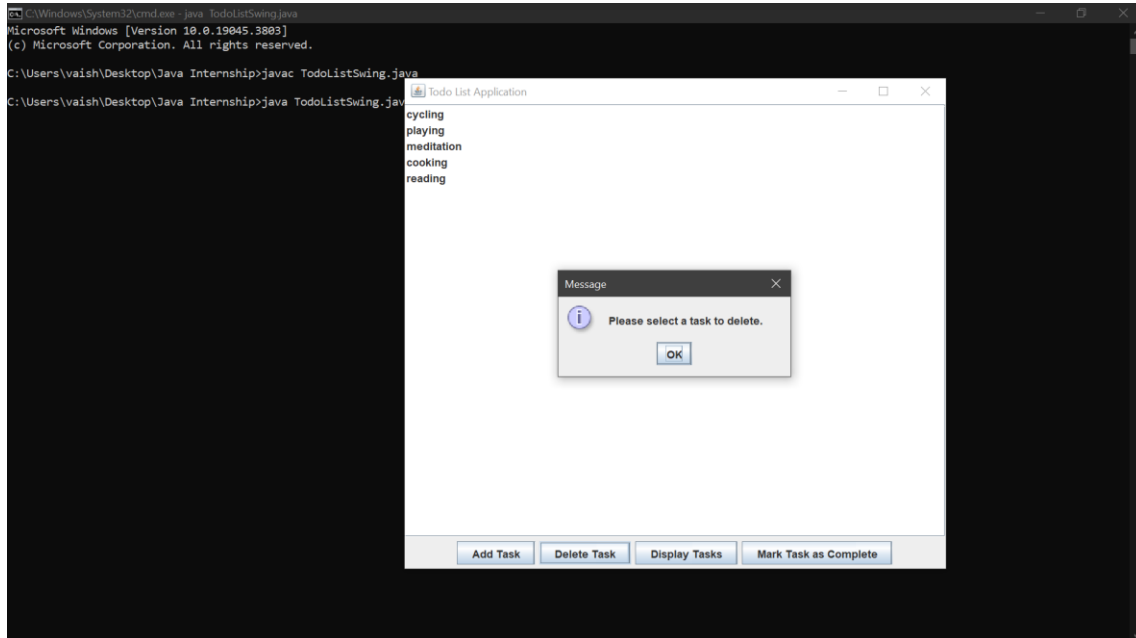 C:\Windows\System32\cmd.exe - java TodoListSwing.java
Microsoft Windows [Version 10.0.19045.3803]
(c) Microsoft Corporation. All rights reserved.
C:\Users\vaish\Desktop\Java Internship>javac TodoListSwing.java
C:\Users\vaish\Desktop\Java Internship>java TodoListSwing.jav
Todo List Application
cycling
playing
meditation
cooking
reading
Message
Please select a task to delete.
OK
Add Task Delete Task Display Tasks Mark Task as Complete